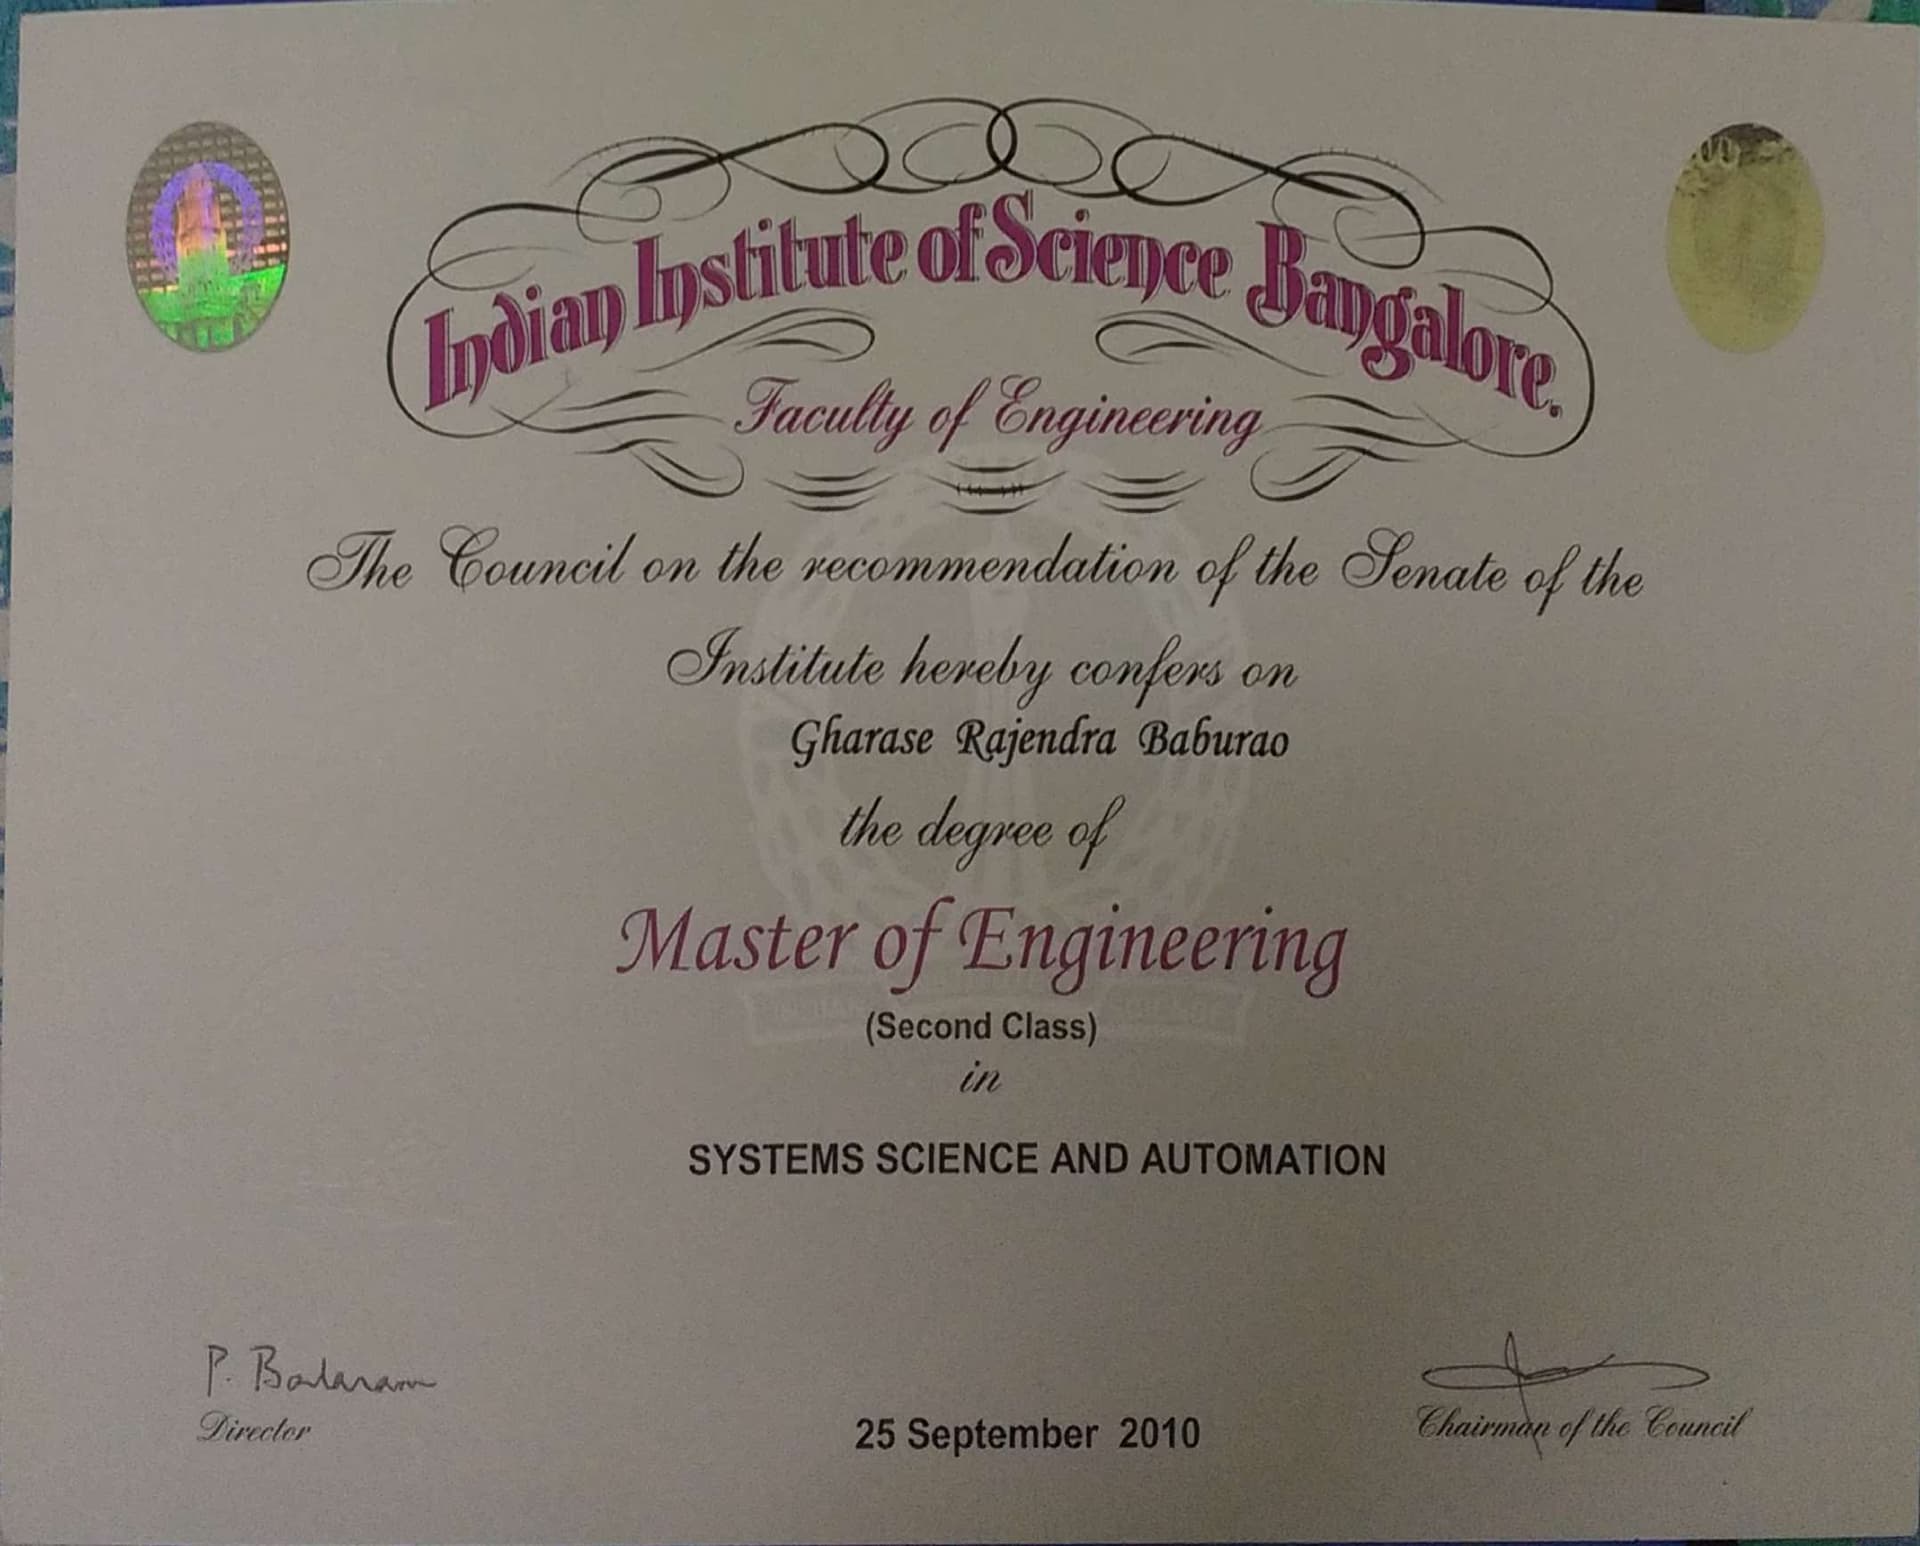 Indian Institute of Science Bangalore.
Faculty of Engineering
The Council on the recommendation of the Senate of the
Institute hereby confers on
Gharase Rajendra Baburao
the degree of
Master of Engineering
(Second Class)
in
SYSTEMS SCIENCE AND AUTOMATION
P. Balaram
Director
25 September 2010
Chairman of the Council